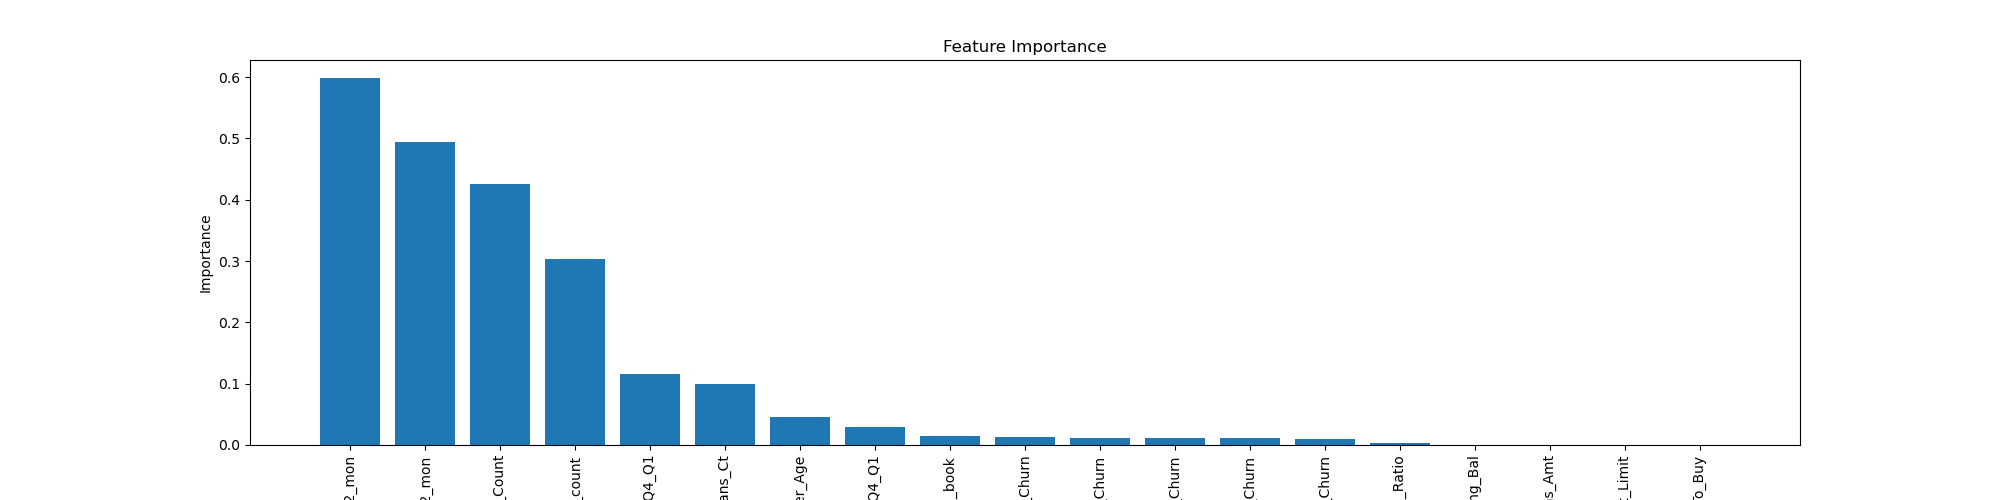 Feature Importance
Importance
0.6
0.5
0.4
0.3
0.2
0.1
0.0
2_mon
2_mon
_Count
_count
Q4_Q1
ans_Ct
er_Age
Q4_Q1
_book
_Churn
_Churn
_Churn
_Churn
_Churn
_Ratio
ng_Bal
s_Amt
t_Limit
o_Buy